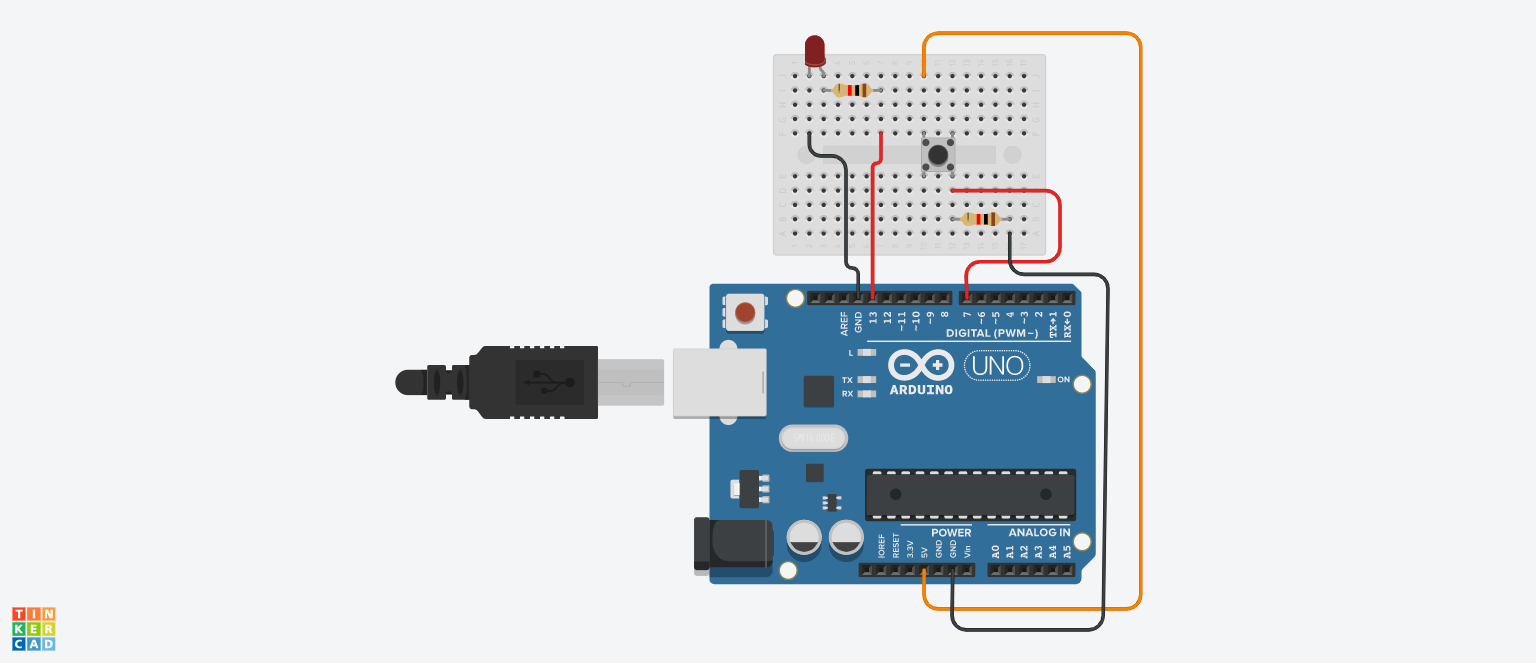 AREF
GND
13
12
~11
~10
~9
8
7
~6
~5
4
~3
2
TX→1
RX←0
DIGITAL (PWM~)
L
TX
RX
UNO
ON
ARDUINO
POWER
ANALOG IN
IOREF
RESET
3.3V
5V
GND
GND
Vin
A0
A1
A2
A3
A4
A5
TIN
KER
CAD